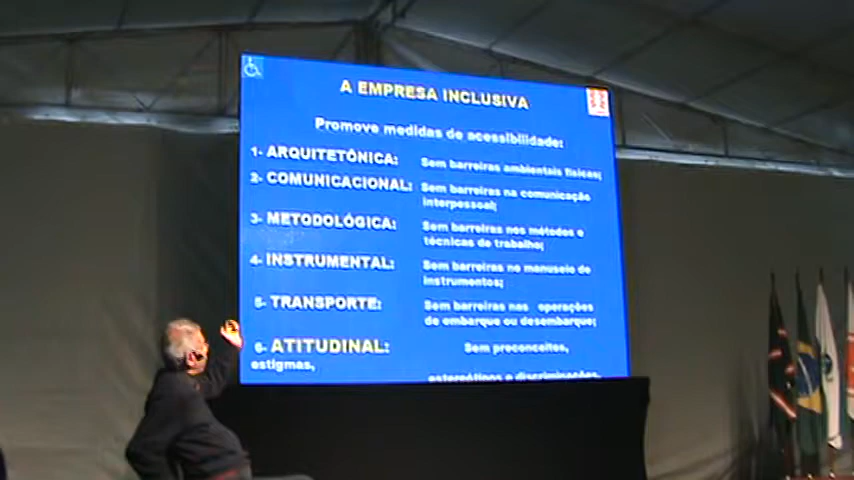 A EMPRESA INCLUSIVA
Promove medidas de acessibilidade:
1- ARQUITETÔNICA: Sem barreiras ambientais físicas;
2- COMUNICACIONAL: Sem barreiras na comunicação
interpessoal;
3- METODOLÓGICA: Sem barreiras nos métodos e
técnicas de trabalho;
4- INSTRUMENTAL: Sem barreiras no manuseio de
instrumentos;
5- TRANSPORTE: Sem barreiras nas operações
de embarque ou desembarque;
6- ATITUDINAL: Sem preconceitos,
estigmas,
estereótipos e discriminações.